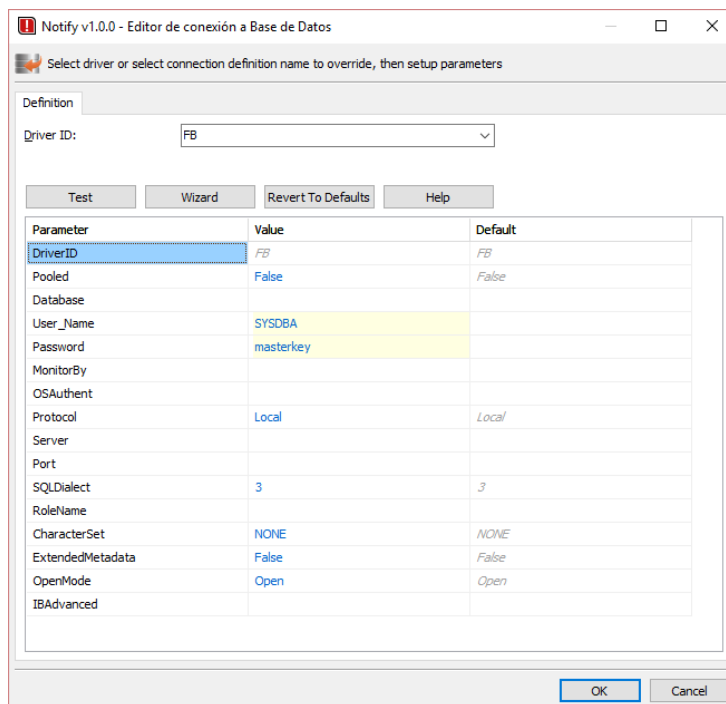 Notify v1.0.0 - Editor de conexión a Base de Datos
Select driver or select connection definition name to override, then setup parameters
Definition
Driver ID: FB
Test Wizard Revert To Defaults Help
Parameter Value Default
DriverID FB FB
Pooled False False
Database
User_Name SYSDBA
Password masterkey
MonitorBy
OSAuthent
Protocol Local Local
Server
Port
SQLDialect 3 3
RoleName
CharacterSet NONE NONE
ExtendedMetadata False False
OpenMode Open Open
IBAdvanced
OK Cancel